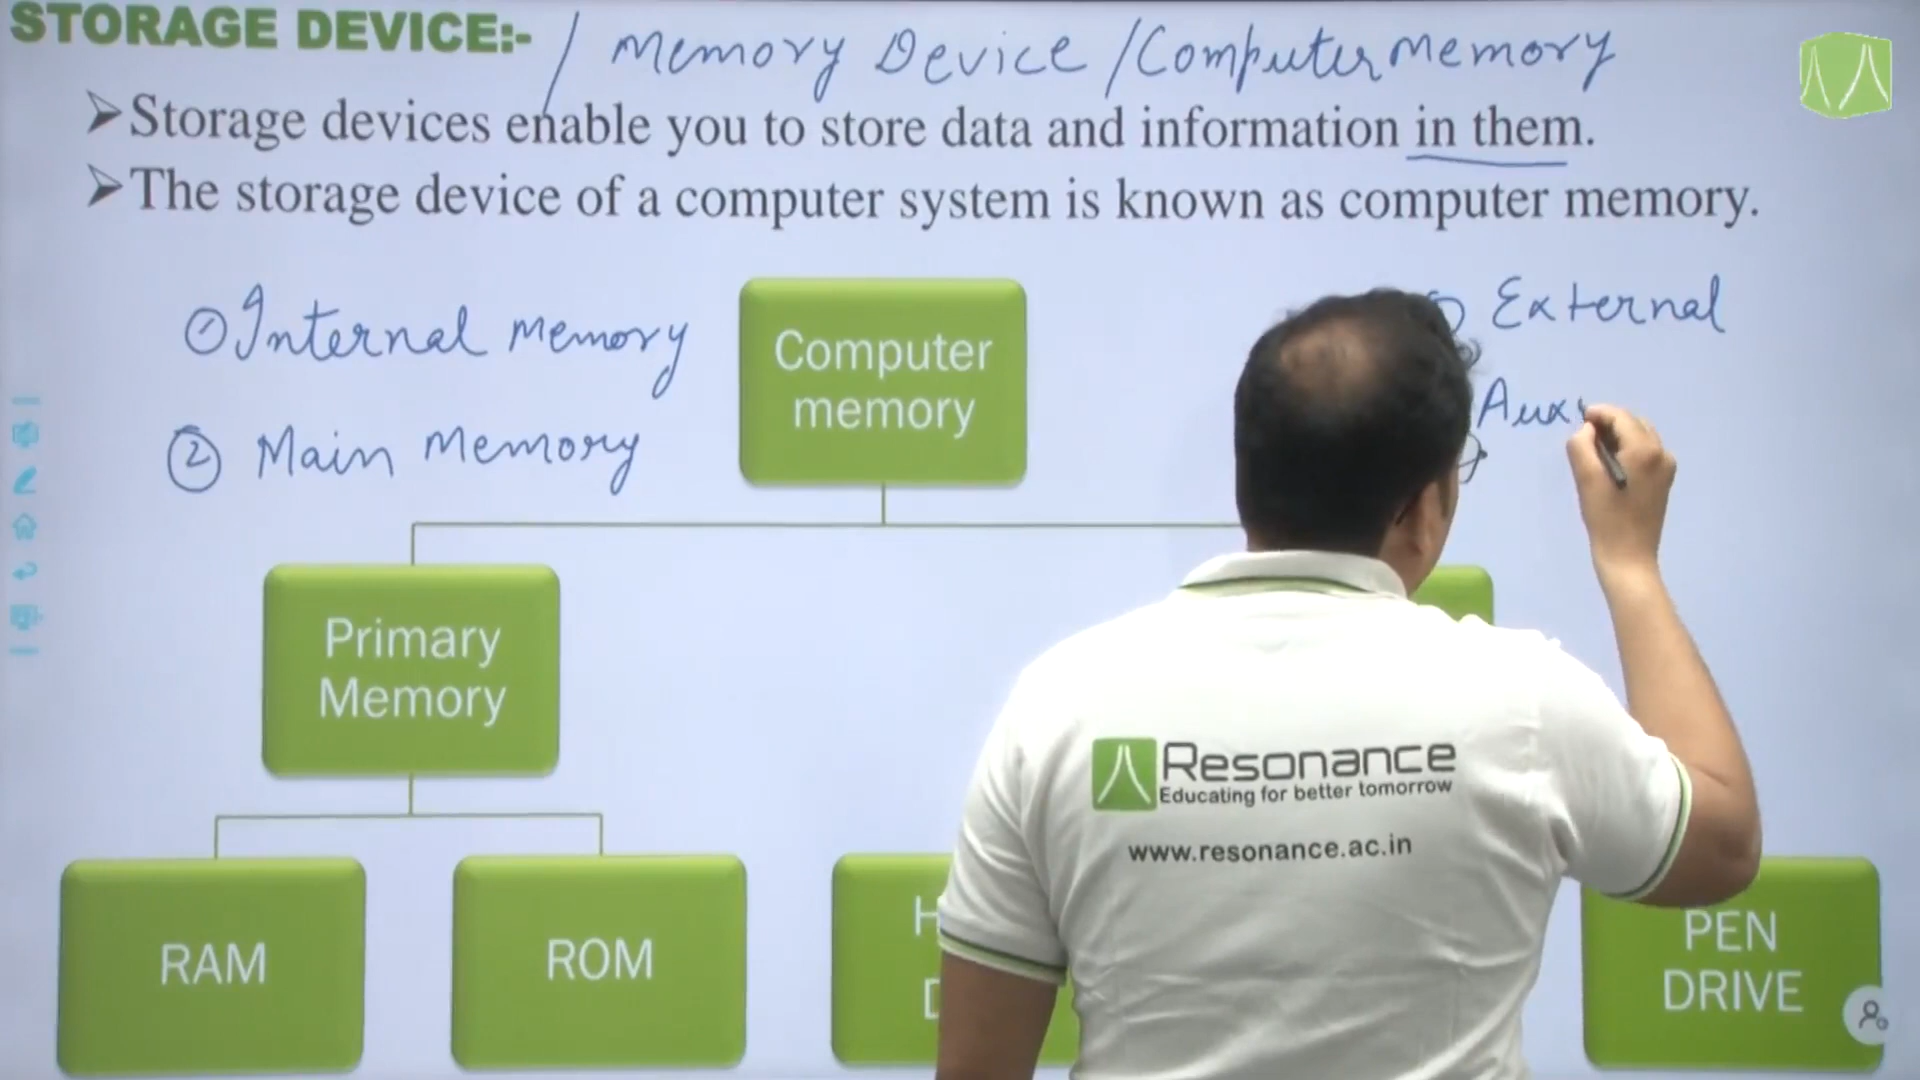 STORAGE DEVICE:- / Memory Device / Computer Memory
➢Storage devices enable you to store data and information in them.
➢The storage device of a computer system is known as computer memory.
① Internal Memory
External
Computer
memory
② Main Memory
Primary
Memory
RAM
ROM
PEN
DRIVE
Resonance
Educating for better tomorrow
www.resonance.ac.in